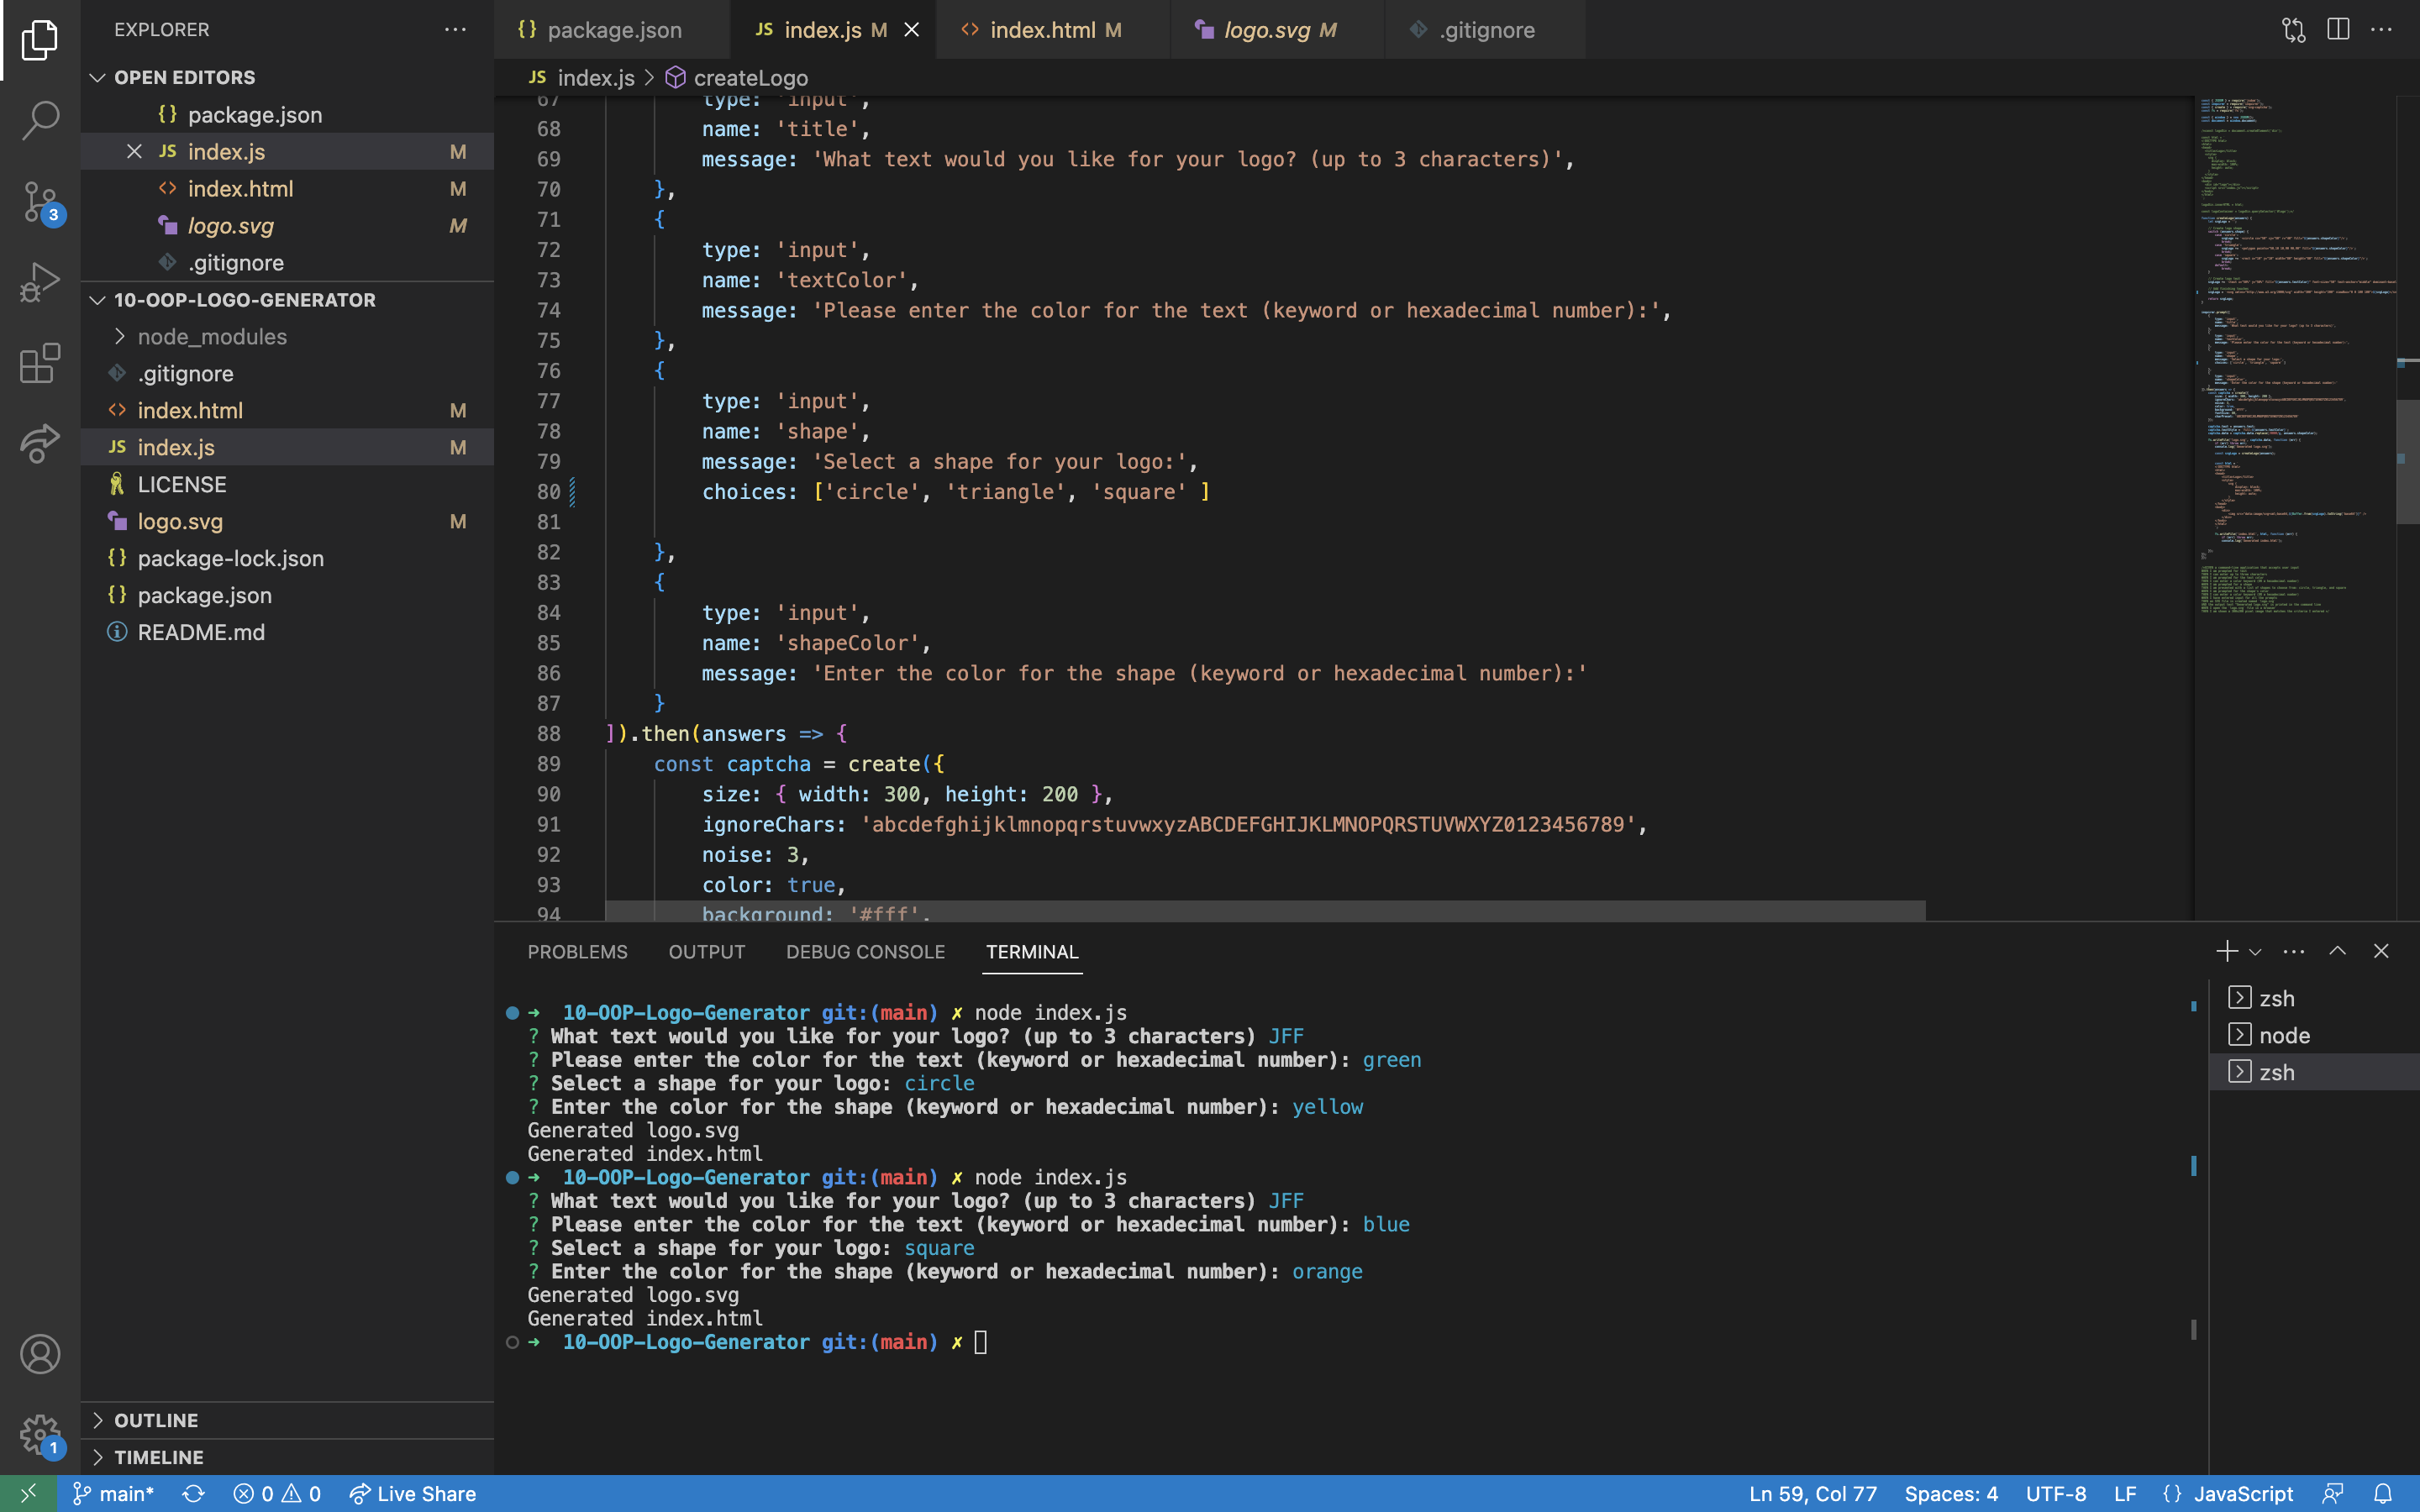 EXPLORER
OPEN EDITORS
package.json
index.js M
index.html M
logo.svg M
.gitignore
10-OOP-LOGO-GENERATOR
node_modules
.gitignore
index.html M
index.js M
LICENSE
logo.svg M
package-lock.json
package.json
README.md
OUTLINE
TIMELINE
3
1
package.json
JS index.js M
index.html M
logo.svg M
.gitignore
JS index.js > createLogo
67 type: 'input',
68 name: 'title',
69 message: 'What text would you like for your logo? (up to 3 characters)',
70 },
71 {
72 type: 'input',
73 name: 'textColor',
74 message: 'Please enter the color for the text (keyword or hexadecimal number):',
75 },
76 {
77 type: 'input',
78 name: 'shape',
79 message: 'Select a shape for your logo:',
80 choices: ['circle', 'triangle', 'square' ]
81
82 },
83 {
84 type: 'input',
85 name: 'shapeColor',
86 message: 'Enter the color for the shape (keyword or hexadecimal number):'
87 }
88 ]).then(answers => {
89 const captcha = create({
90 size: { width: 300, height: 200 },
91 ignoreChars: 'abcdefghijklmnopqrstuvwxyzABCDEFGHIJKLMNOPQRSTUVWXYZ0123456789',
92 noise: 3,
93 color: true,
94 background: '#fff',
PROBLEMS OUTPUT DEBUG CONSOLE TERMINAL
➜ 10-OOP-Logo-Generator git:(main) ✗ node index.js
? What text would you like for your logo? (up to 3 characters) JFF
? Please enter the color for the text (keyword or hexadecimal number): green
? Select a shape for your logo: circle
? Enter the color for the shape (keyword or hexadecimal number): yellow
Generated logo.svg
Generated index.html
➜ 10-OOP-Logo-Generator git:(main) ✗ node index.js
? What text would you like for your logo? (up to 3 characters) JFF
? Please enter the color for the text (keyword or hexadecimal number): blue
? Select a shape for your logo: square
? Enter the color for the shape (keyword or hexadecimal number): orange
Generated logo.svg
Generated index.html
➜ 10-OOP-Logo-Generator git:(main) ✗
zsh
node
zsh
main* 0 0 Live Share
Ln 59, Col 77 Spaces: 4 UTF-8 LF {} JavaScript